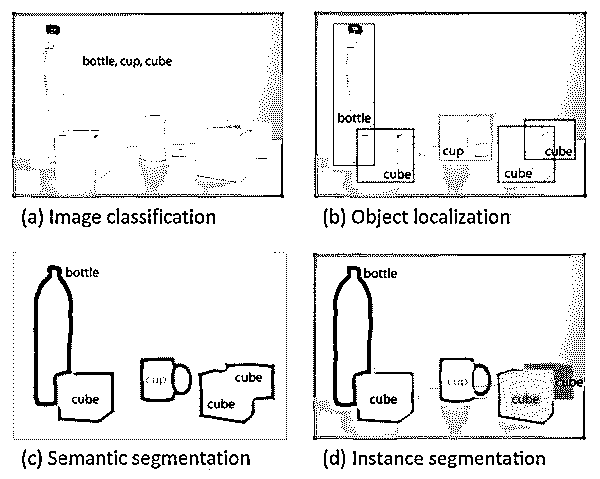 bottle, cup, cube
(a) Image classification
bottle
cup
cube
cube
cube
(b) Object localization
bottle
cube
cup
cube
cube
(c) Semantic segmentation
bottle
cube
cup
cube
cube
(d) Instance segmentation